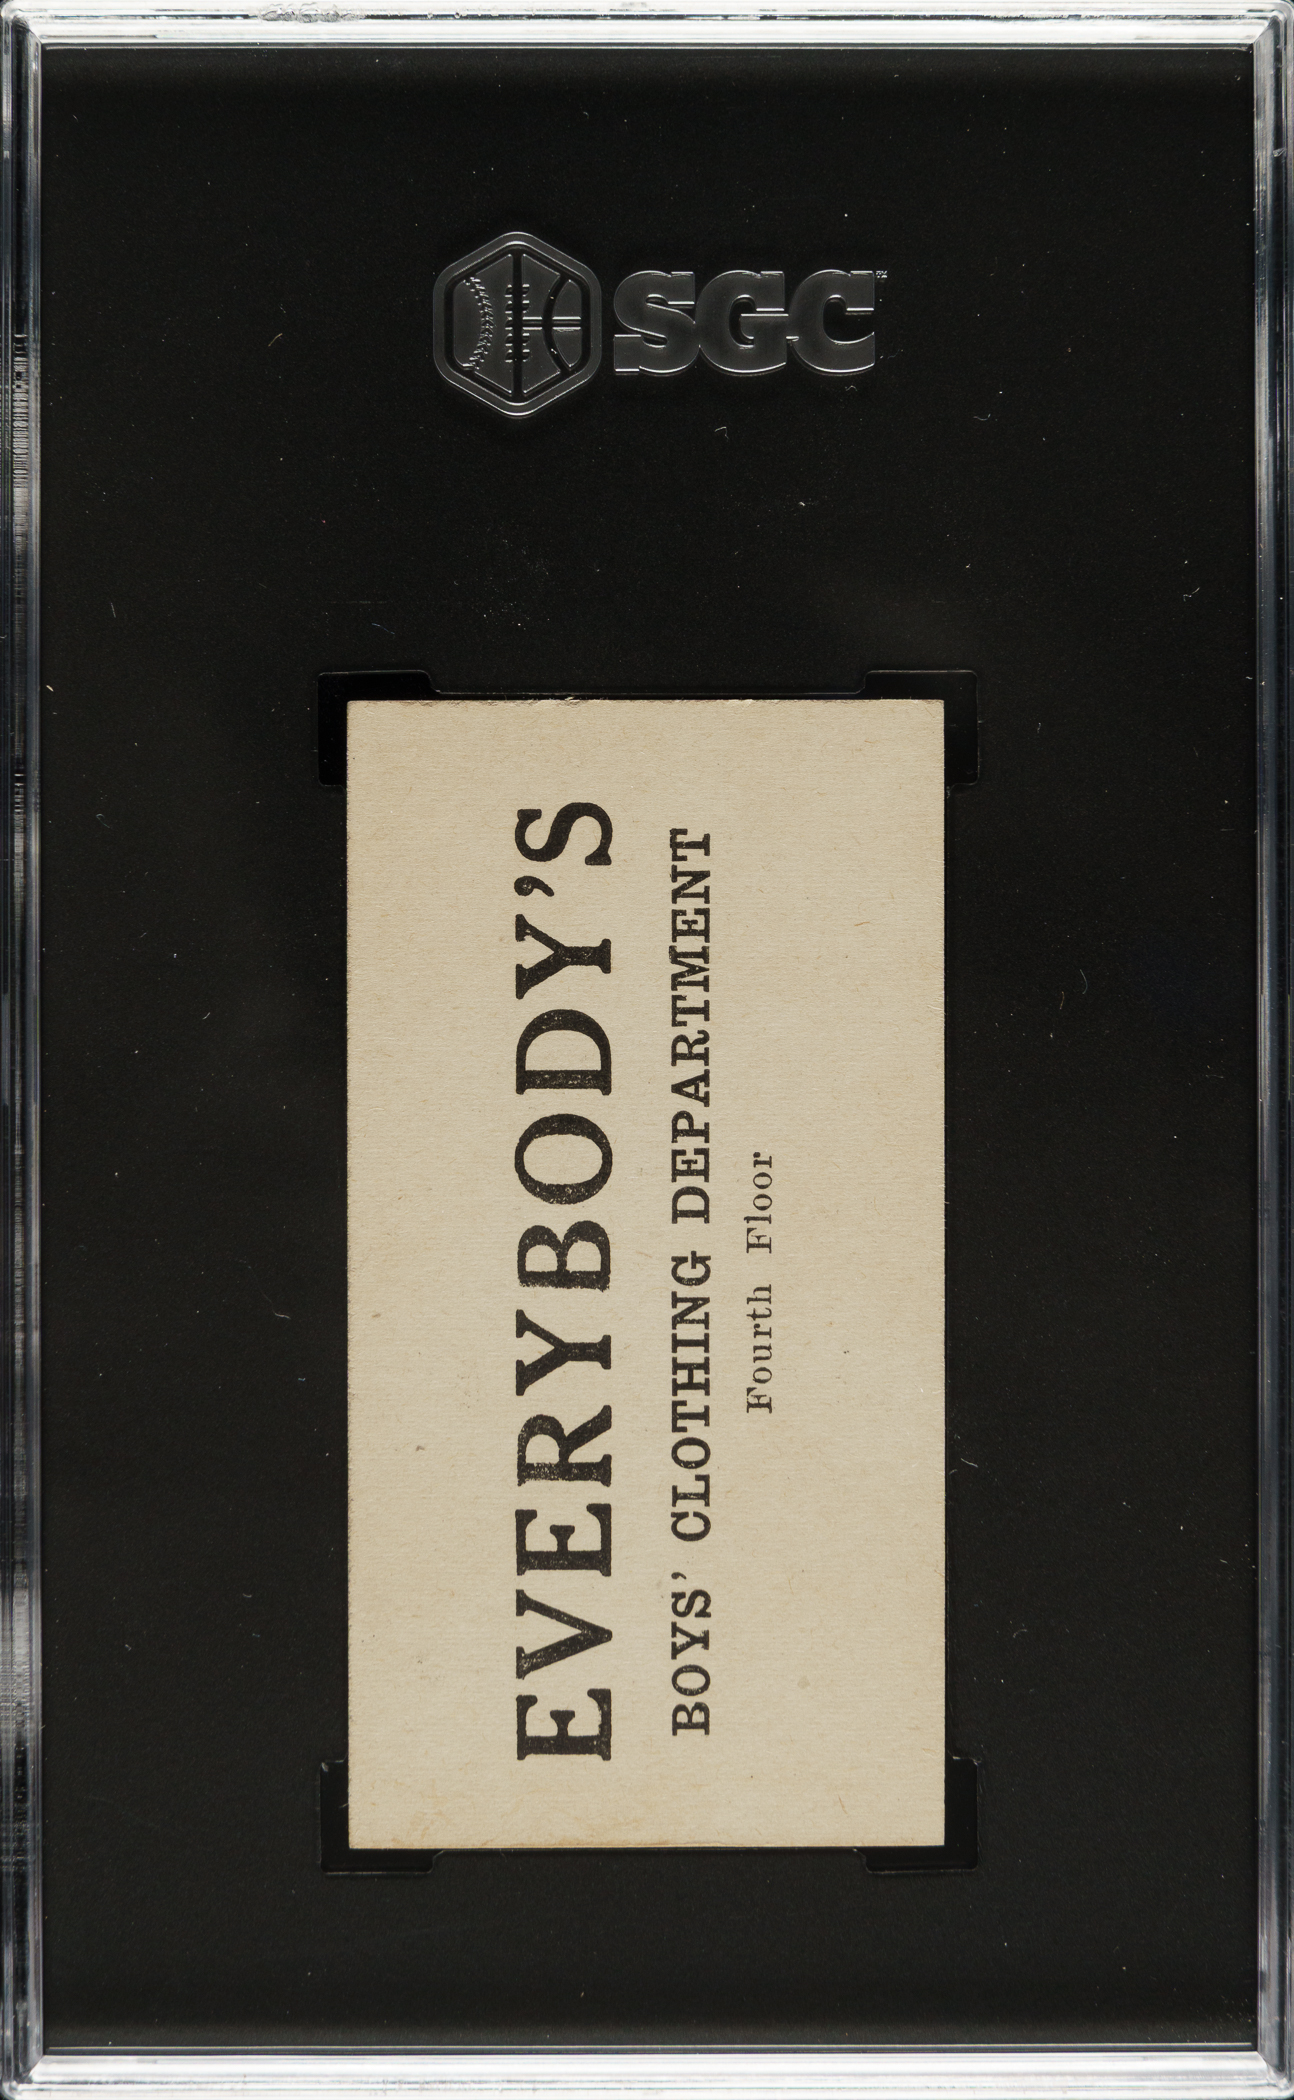 SGC
EVERYBODY'S
BOYS' CLOTHING DEPARTMENT
Fourth Floor